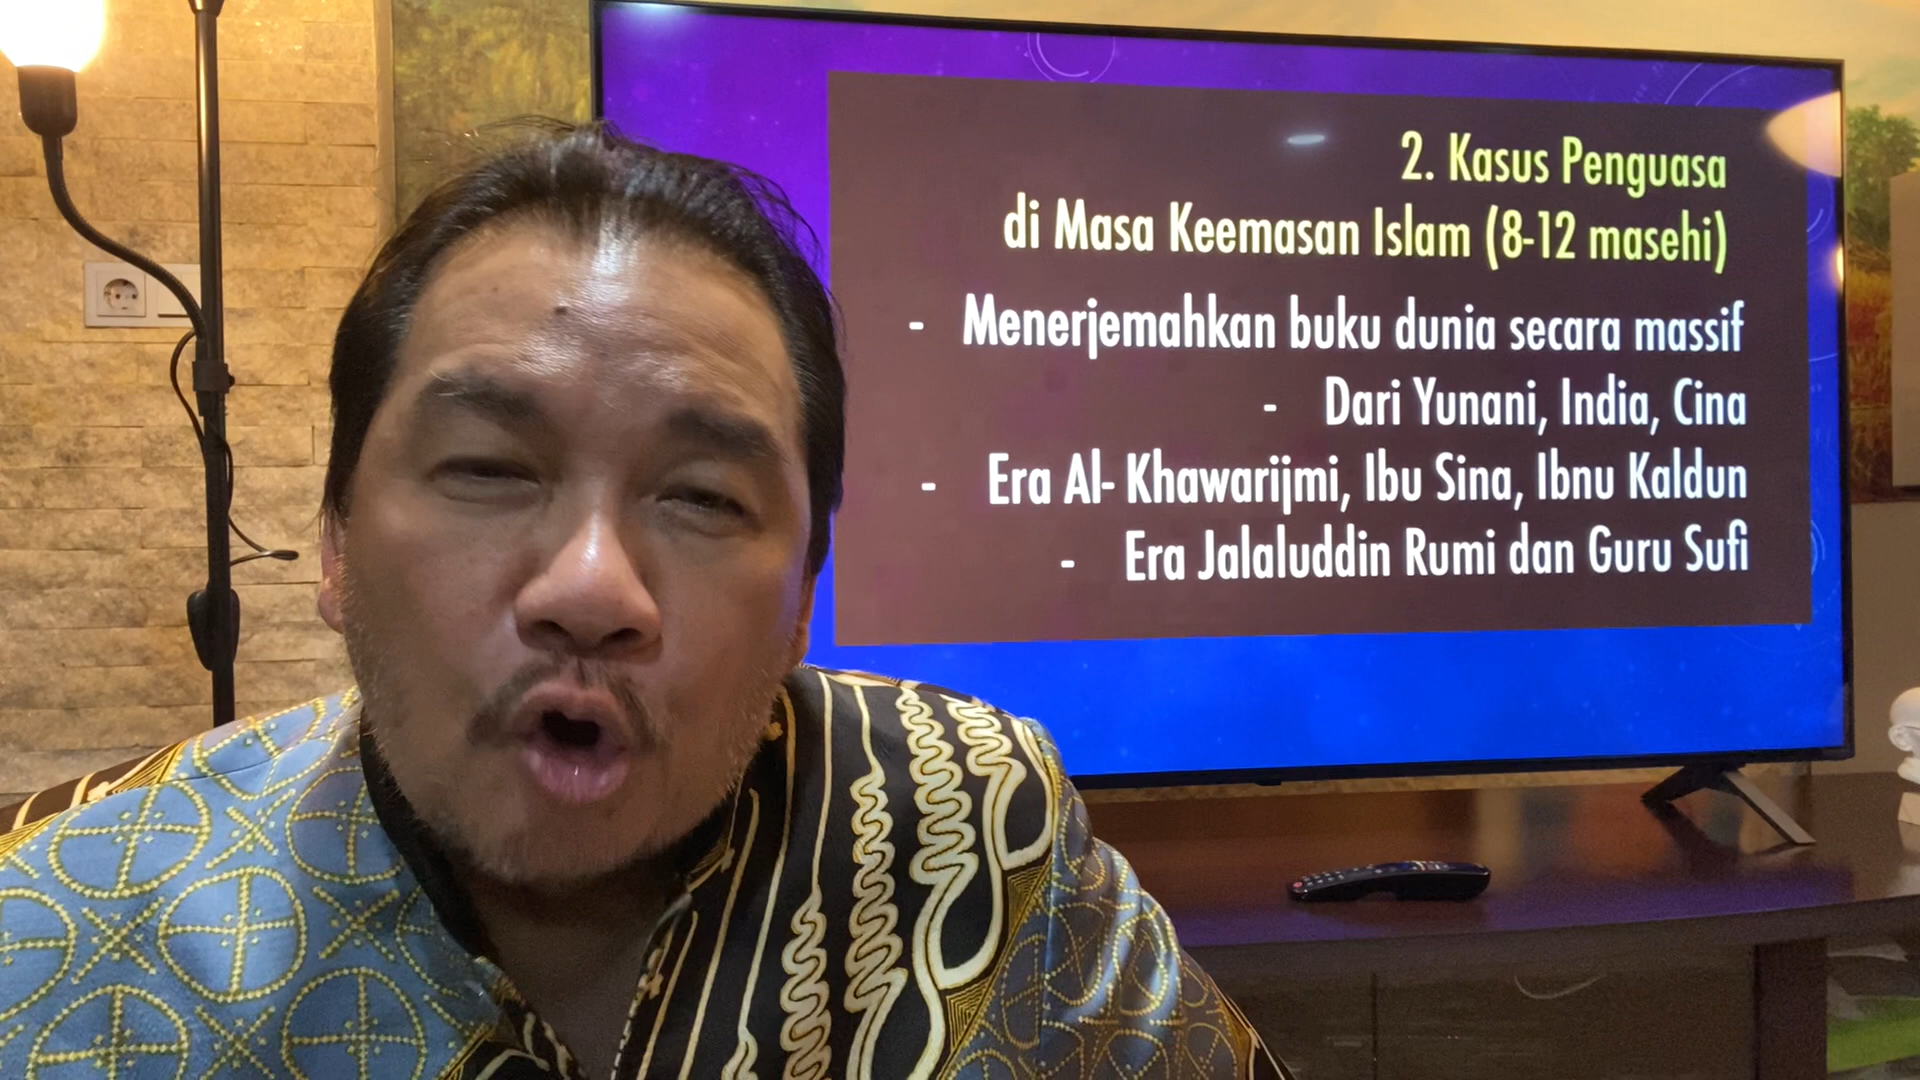 2. Kasus Penguasa
di Masa Keemasan Islam (8-12 masehi)
- Menerjemahkan buku dunia secara massif
- Dari Yunani, India, Cina
- Era Al- Khawarijmi, Ibu Sina, Ibnu Kaldun
- Era Jalaluddin Rumi dan Guru Sufi